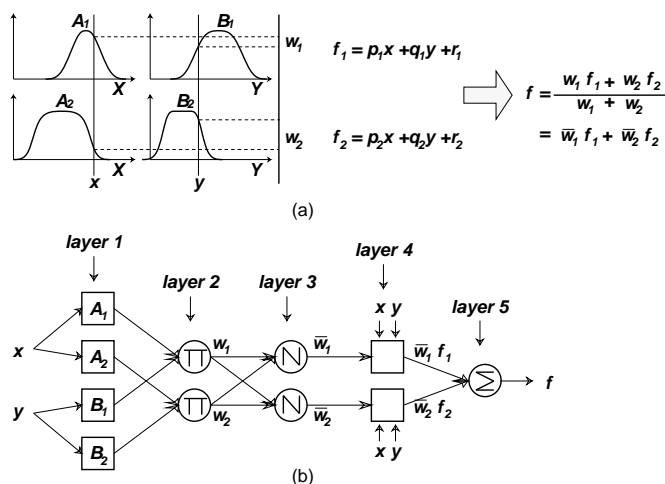 A1 B1
w1 f1 = p1x +q1y +r1
X Y
f = w1 f1 + w2 f2
w1 + w2
= w̅1 f1 + w̅2 f2
A2 B2
w2 f2 = p2x +q2y +r2
x X y Y
(a)
layer 1
layer 2
layer 3
layer 4
layer 5
x y
A1
x A2
y B1
B2
Π w1 N w̅1 w̅1 f1
Π w2 N w̅2 w̅2 f2
Σ f
x y
(b)